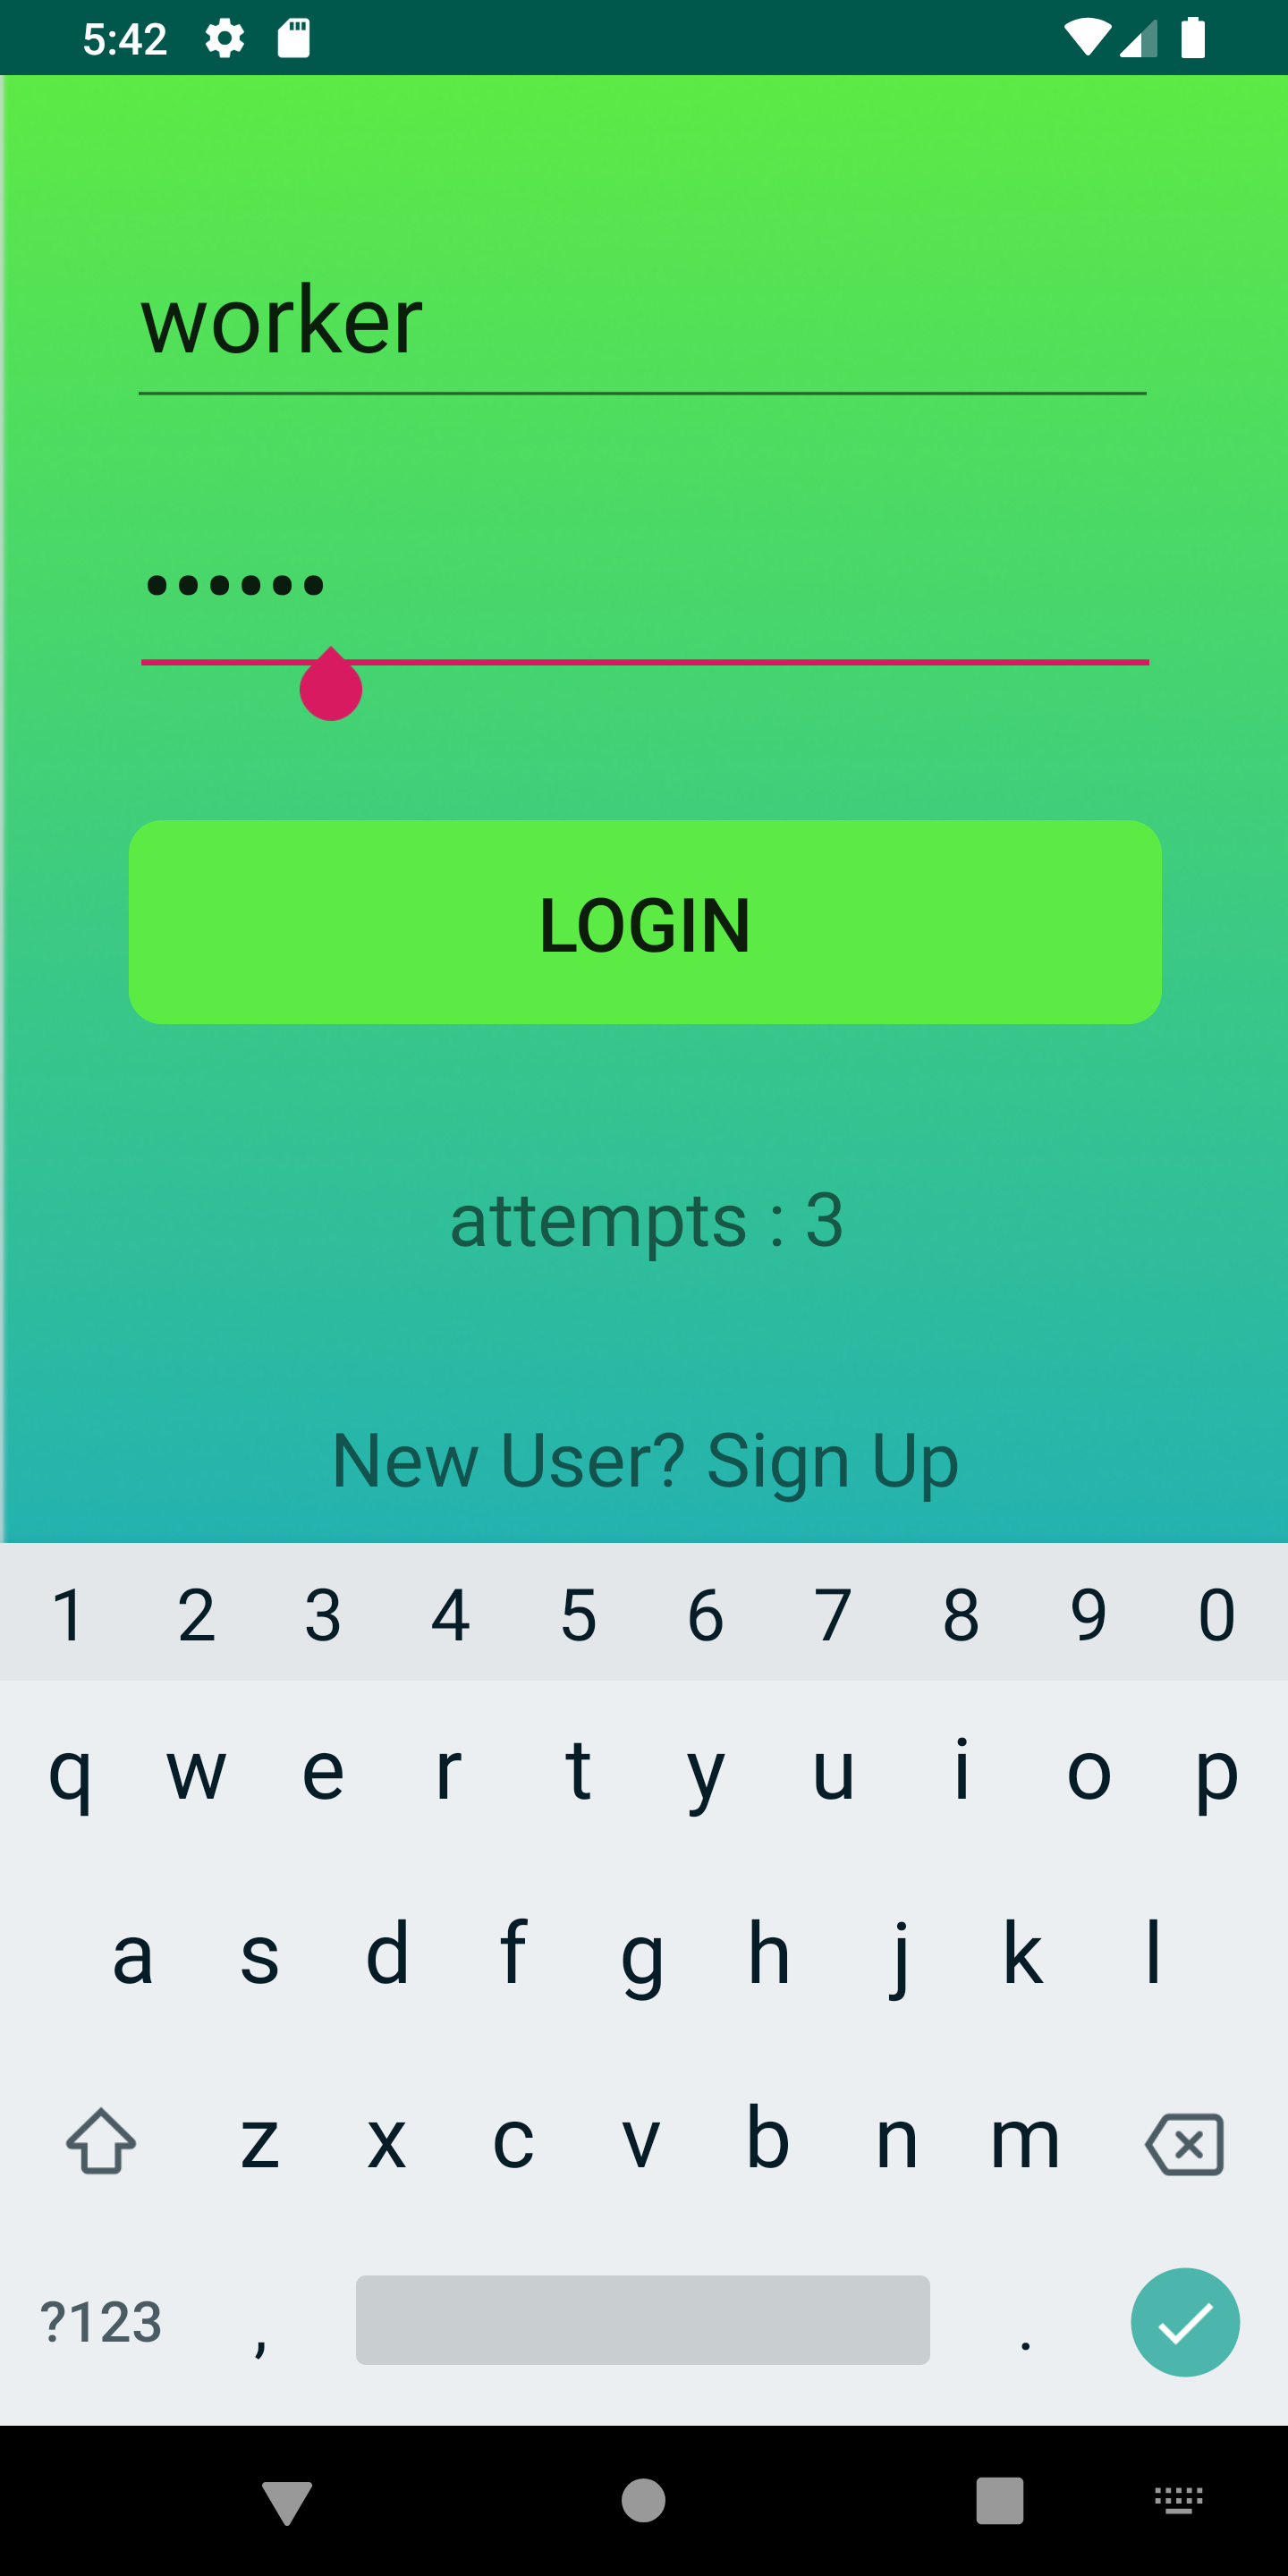 5:42
worker
••••••
LOGIN
attempts : 3
New User? Sign Up
1 2 3 4 5 6 7 8 9 0
q w e r t y u i o p
a s d f g h j k l
z x c v b n m
?123 , .